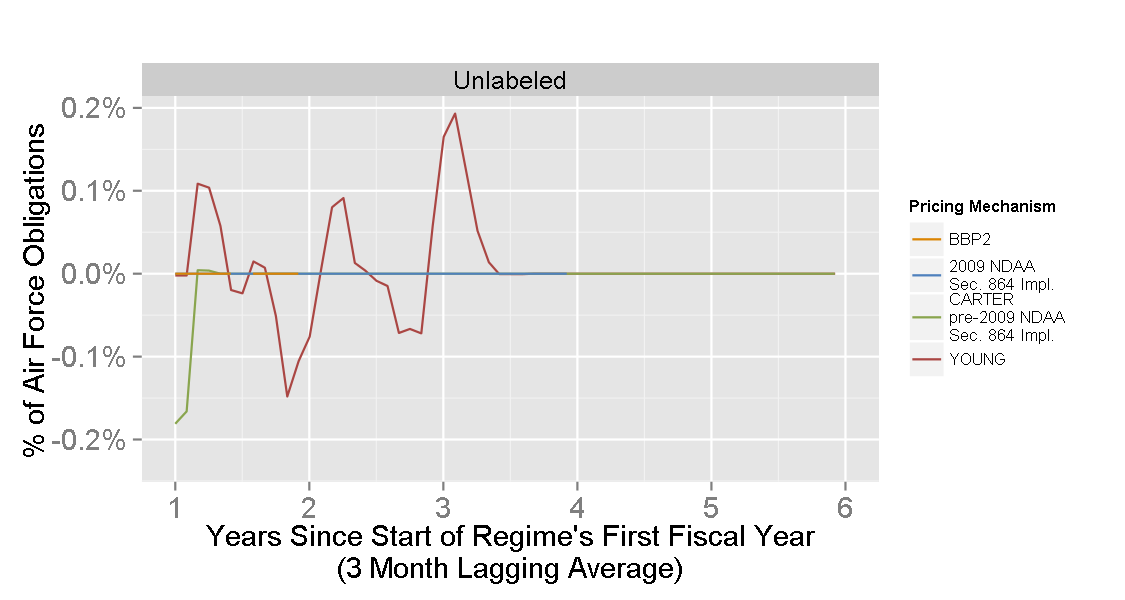 Unlabeled
0.2%
0.1%
0.0%
-0.1%
-0.2%
% of Air Force Obligations
1 2 3 4 5 6
Years Since Start of Regime's First Fiscal Year
(3 Month Lagging Average)
Pricing Mechanism
BBP2
2009 NDAA
Sec. 864 Impl.
CARTER
pre-2009 NDAA
Sec. 864 Impl.
YOUNG